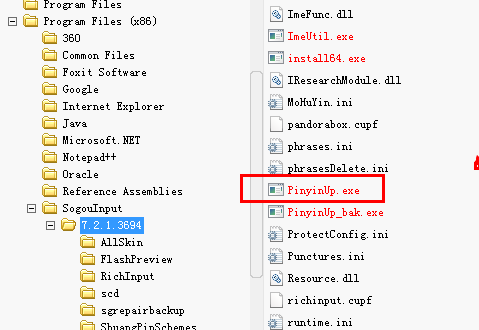 Program Files
Program Files (x86)
360
Common Files
Foxit Software
Google
Internet Explorer
Java
Microsoft.NET
Notepad++
Oracle
Reference Assemblies
SogouInput
7.2.1.3694
AllSkin
FlashPreview
RichInput
scd
sgrepairbackup
ShuangPinSchemes
ImeFunc.dll
ImeUtil.exe
install64.exe
IResearchModule.dll
MoHuYin.ini
pandorabox.cupf
phrases.ini
phrasesDelete.ini
PinyinUp.exe
PinyinUp_bak.exe
ProtectConfig.ini
Punctures.ini
Resource.dll
richinput.cupf
runtime.ini